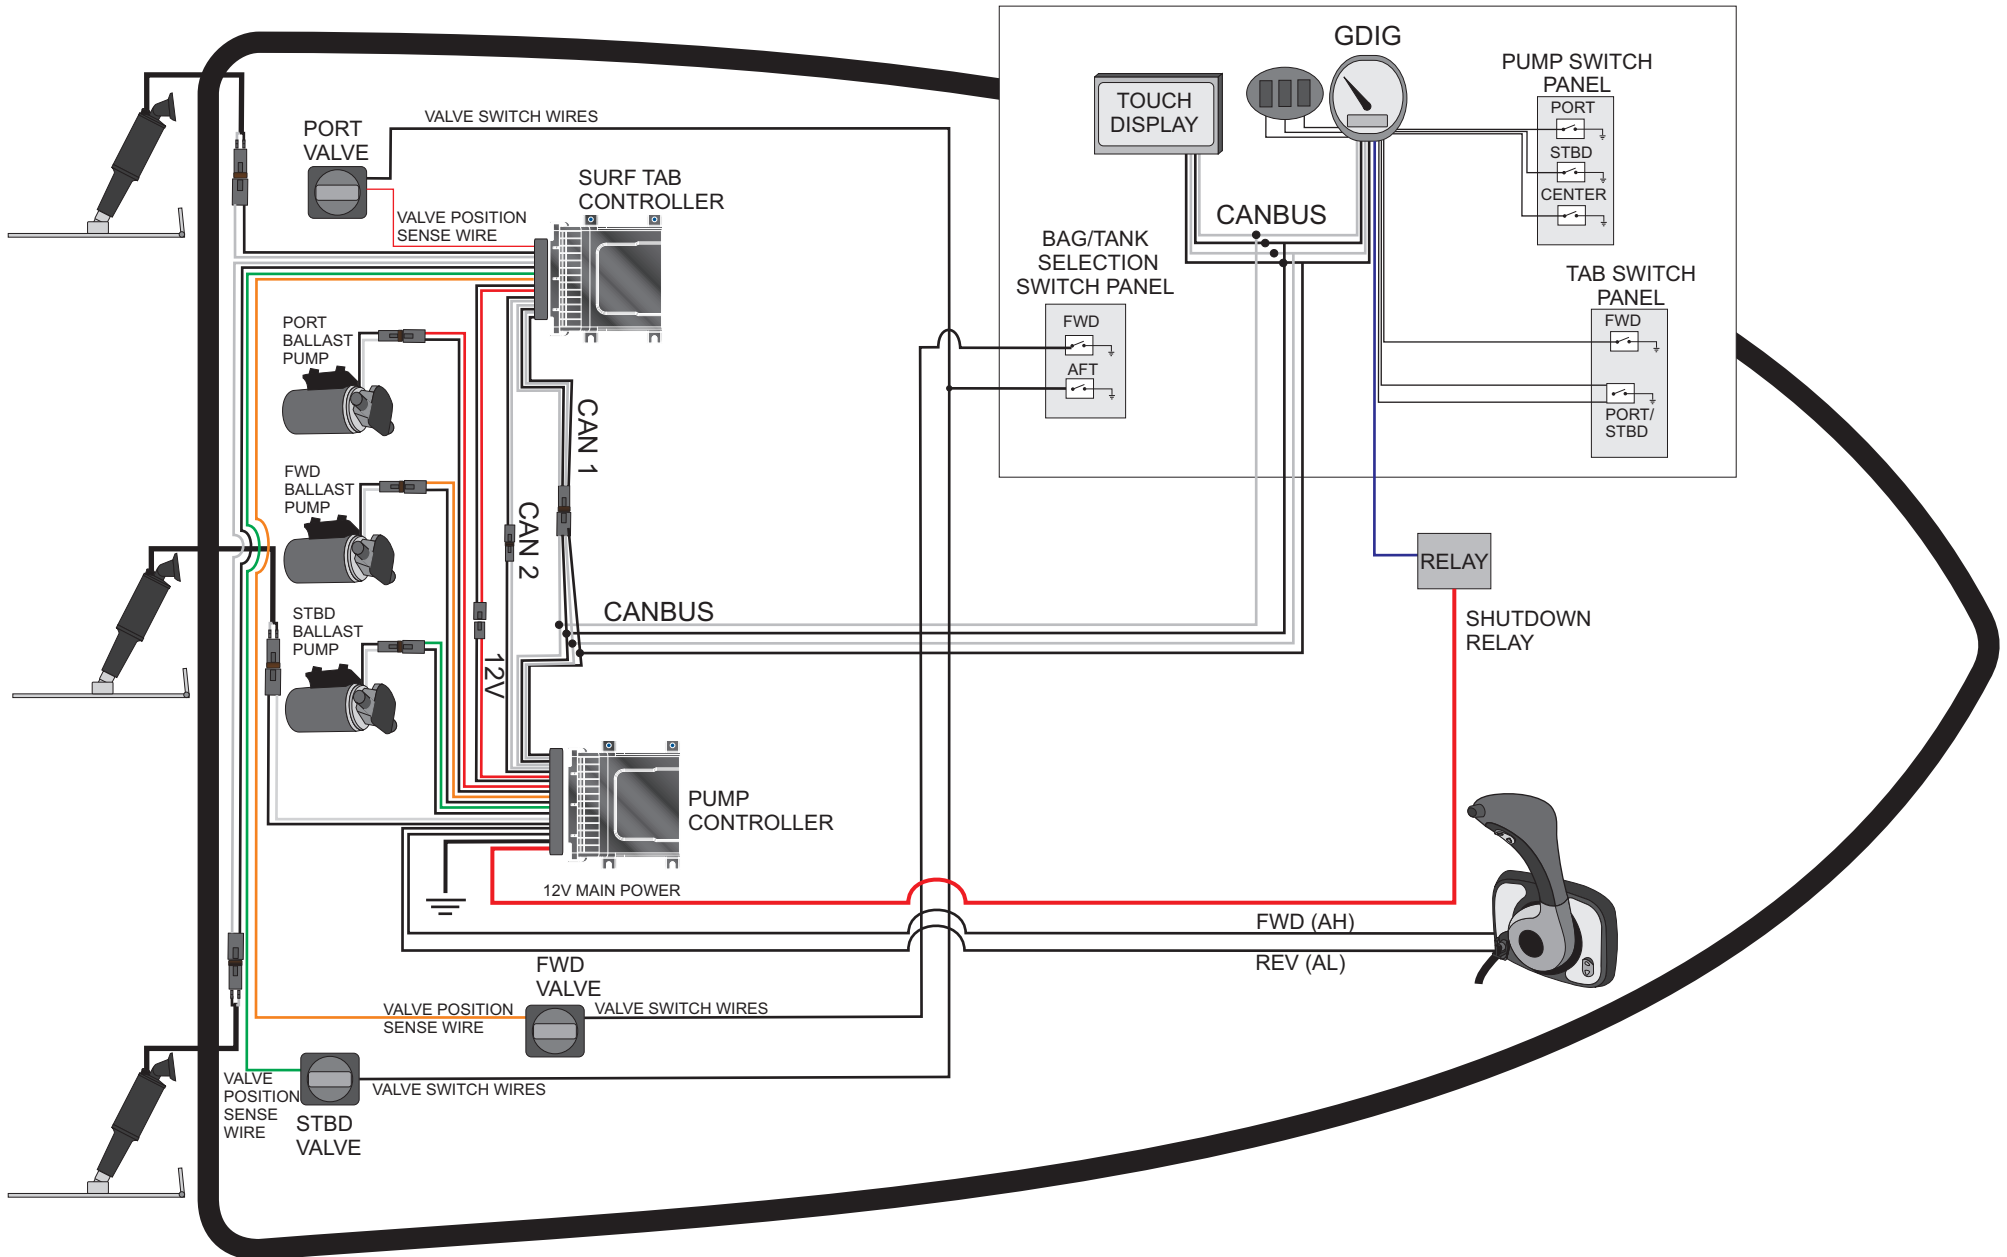 GDIG
PUMP SWITCH
PANEL
PORT
STBD
CENTER
TOUCH
DISPLAY
CANBUS
BAG/TANK
SELECTION
SWITCH PANEL
FWD
AFT
TAB SWITCH
PANEL
FWD
PORT/
STBD
PORT
VALVE
VALVE SWITCH WIRES
VALVE POSITION
SENSE WIRE
SURF TAB
CONTROLLER
PORT
BALLAST
PUMP
FWD
BALLAST
PUMP
STBD
BALLAST
PUMP
CAN 1
CAN 2
12V
CANBUS
RELAY
SHUTDOWN
RELAY
PUMP
CONTROLLER
12V MAIN POWER
FWD (AH)
REV (AL)
FWD
VALVE
VALVE POSITION
SENSE WIRE
VALVE SWITCH WIRES
VALVE
POSITION
SENSE
WIRE
STBD
VALVE
VALVE SWITCH WIRES